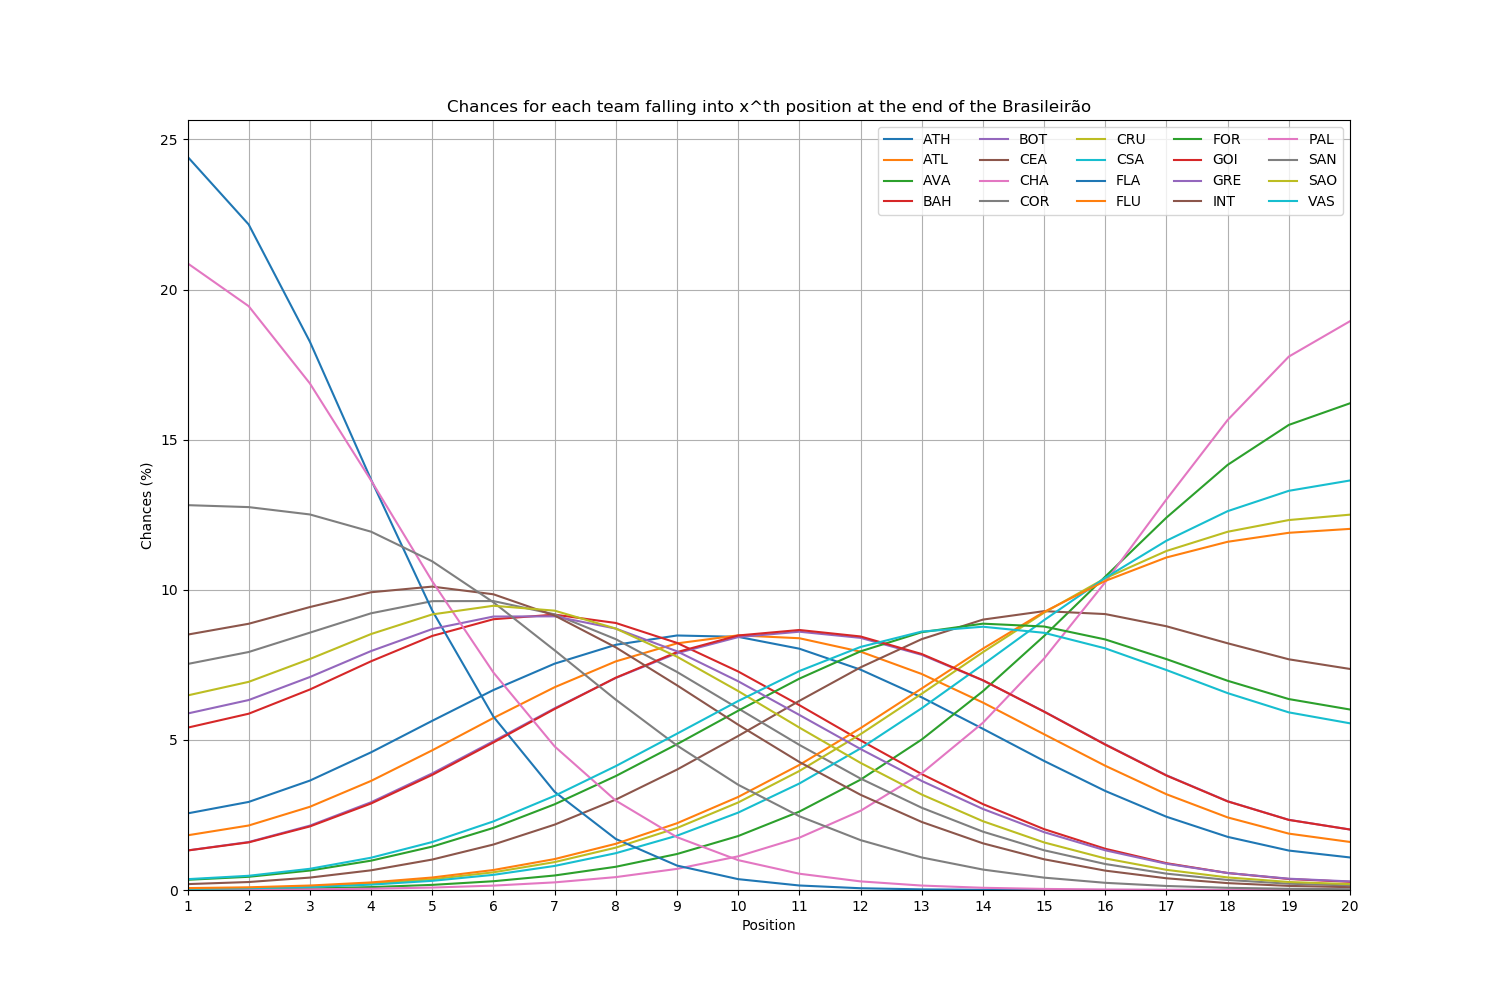 Chances for each team falling into x^th position at the end of the Brasileirão
ATH BOT CRU FOR PAL
ATL CEA CSA GOI SAN
AVA CHA FLA GRE SAO
BAH COR FLU INT VAS
Chances (%)
25
20
15
10
5
0
1 2 3 4 5 6 7 8 9 10 11 12 13 14 15 16 17 18 19 20
Position